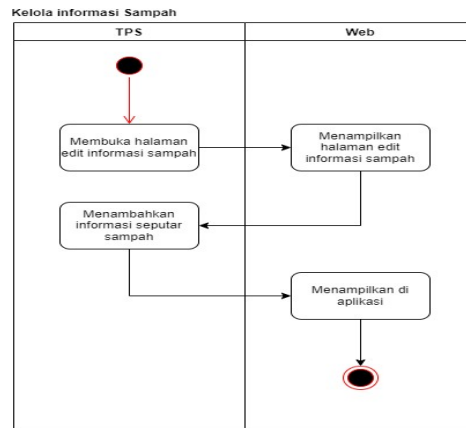 Kelola informasi Sampah
TPS
Web
Membuka halaman
edit informasi sampah
Menampilkan
halaman edit
informasi sampah
Menambahkan
informasi seputar
sampah
Menampilkan di
aplikasi